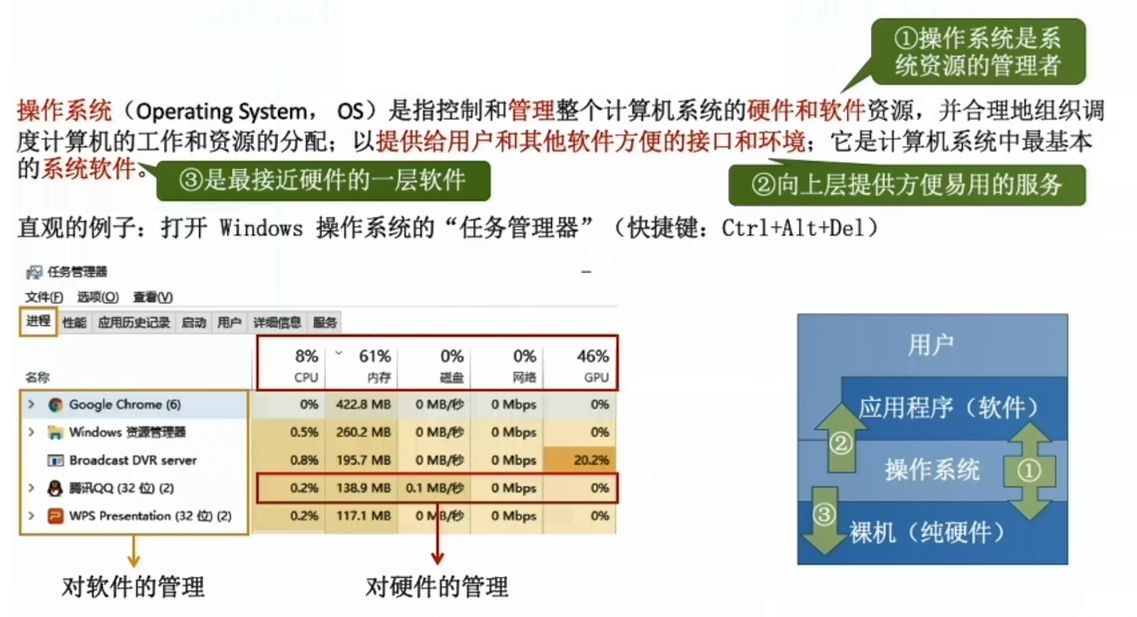 ①操作系统是系
统资源的管理者
操作系统（Operating System， OS）是指控制和管理整个计算机系统的硬件和软件资源，并合理地组织调
度计算机的工作和资源的分配；以提供给用户和其他软件方便的接口和环境；它是计算机系统中最基本
的系统软件。
③是最接近硬件的一层软件
②向上层提供方便易用的服务
直观的例子：打开 Windows 操作系统的“任务管理器”（快捷键：Ctrl+Alt+Del）
任务管理器
文件(F) 选项(O) 查看(V)
进程 性能 应用历史记录 启动 用户 详细信息 服务
8% 61% 0% 0% 46%
名称 CPU 内存 磁盘 网络 GPU
Google Chrome (6) 0% 422.8 MB 0 MB/秒 0 Mbps 0%
Windows 资源管理器 0.5% 260.2 MB 0 MB/秒 0 Mbps 0%
Broadcast DVR server 0.8% 195.7 MB 0 MB/秒 0 Mbps 20.2%
腾讯QQ (32 位) (2) 0.2% 138.9 MB 0.1 MB/秒 0 Mbps 0%
WPS Presentation (32 位) (2) 0.2% 117.1 MB 0 MB/秒 0 Mbps 0%
对软件的管理
对硬件的管理
用户
应用程序（软件）
②
操作系统
①
③
裸机（纯硬件）